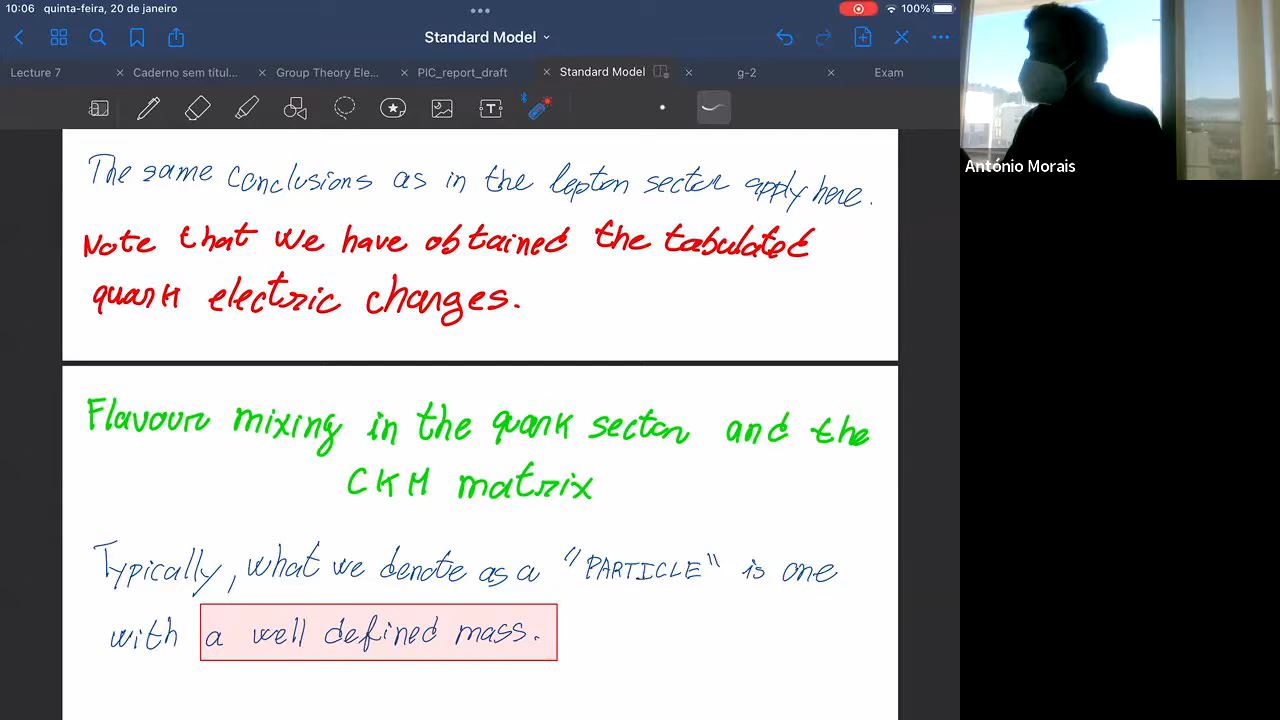 10:06 quinta-feira, 20 de janeiro
100%
Standard Model
Lecture 7
Caderno sem títul...
Group Theory Ele...
PIC_report_draft
Standard Model
g-2
Exam
T
António Morais
The same conclusions as in the lepton sector apply here.
Note that we have obtained the tabulated
quark electric charges.
Flavour mixing in the quark sector and the
CKM matrix
Typically, what we denote as a "PARTICLE" is one
with a well defined mass.